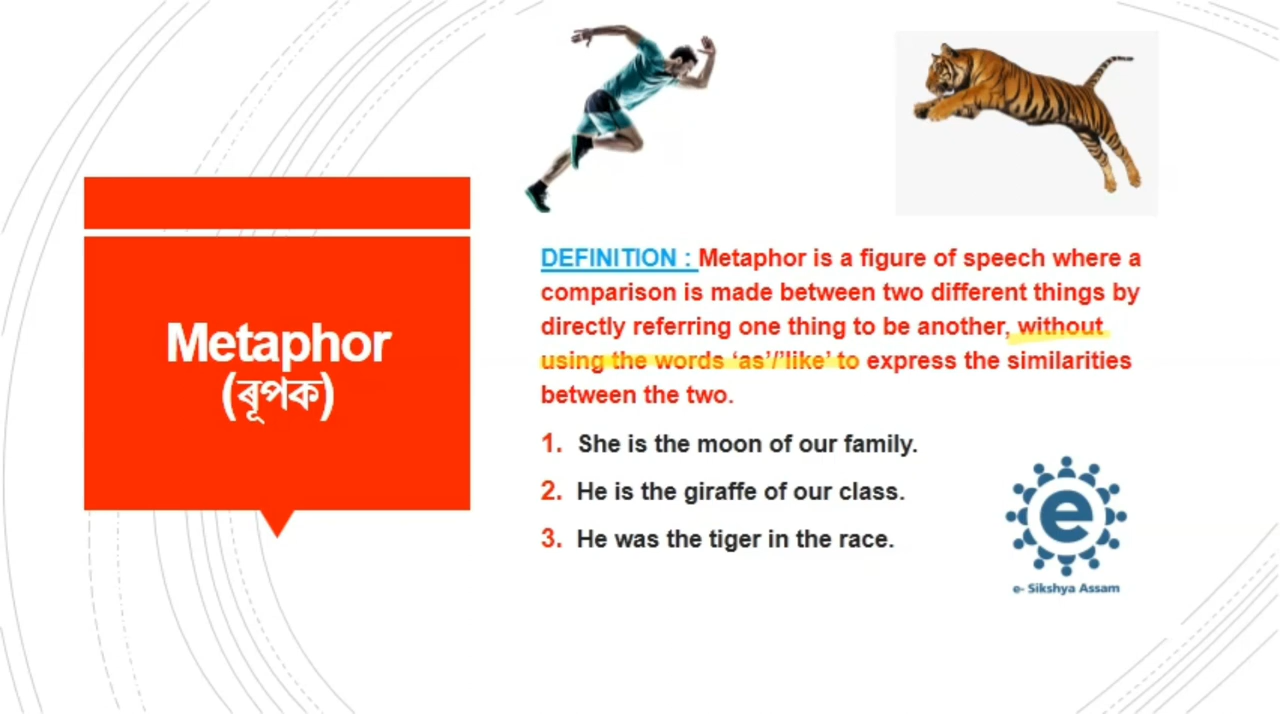 Metaphor
(ৰূপক)
DEFINITION : Metaphor is a figure of speech where a
comparison is made between two different things by
directly referring one thing to be another, without
using the words ‘as’/’like’ to express the similarities
between the two.
1. She is the moon of our family.
2. He is the giraffe of our class.
3. He was the tiger in the race.
e
e- Sikshya Assam